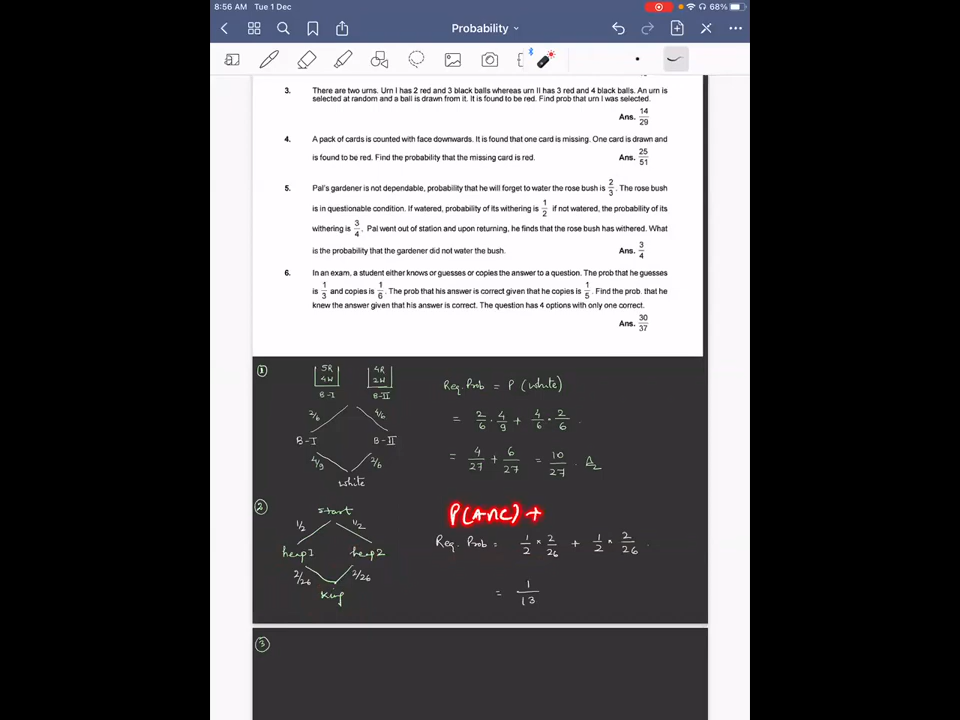 8:56 AM Tue 1 Dec
68%
Probability
3. There are two urns. Urn I has 2 red and 3 black balls whereas urn II has 3 red and 4 black balls. An urn is
selected at random and a ball is drawn from it. It is found to be red. Find prob that urn I was selected.
Ans. 14/29
4. A pack of cards is counted with face downwards. It is found that one card is missing. One card is drawn and
is found to be red. Find the probability that the missing card is red. Ans. 25/51
5. Pal's gardener is not dependable, probability that he will forget to water the rose bush is 2/3. The rose bush
is in questionable condition. If watered, probability of its withering is 1/2 if not watered, the probability of its
withering is 3/4. Pal went out of station and upon returning, he finds that the rose bush has withered. What
is the probability that the gardener did not water the bush. Ans. 3/4
6. In an exam, a student either knows or guesses or copies the answer to a question. The prob that he guesses
is 1/3 and copies is 1/6. The prob that his answer is correct given that he copies is 1/5. Find the prob. that he
knew the answer given that his answer is correct. The question has 4 options with only one correct.
Ans. 30/37
① 5R 4W 4R 2W
B-I B-II
2/6 4/6
B-I B-II
4/9 2/6
white
Req. Prob = P (white)
= 2/6 · 4/9 + 4/6 · 2/6 .
= 4/27 + 6/27 = 10/27 .
② start
1/2 1/2
heap1 heap2
2/26 2/26
king
P(A∩C) +
Req. Prob = 1/2 × 2/26 + 1/2 × 2/26 .
= 1/13
③